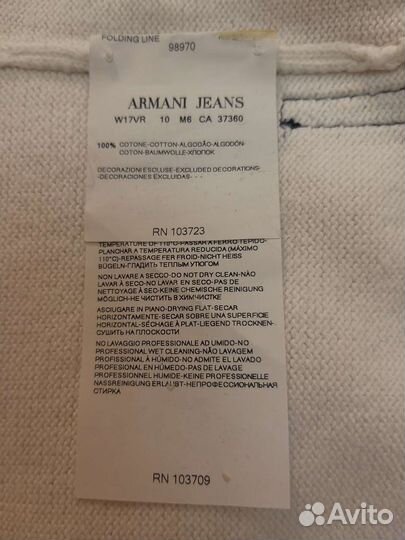 FOLDING LINE
98970
ARMANI JEANS
W17VR 10 M6 CA 37360
100% COTONE-COTTON-ALGODÃO-ALGODÓN-
COTON-BAUMWOLLE-ХЛОПОК
DECORAZIONI ESCLUSE-EXCLUDED DECORATIONS-
-DECORACIONES EXCLUIDAS- - -
RN 103723
TEMPERATURE OF 110°C-PASSAR A FERRO TEPIDO-
PLANCHAR A TEMPERATURA REDUCIDA (MÁXIMO
110°C)-REPASSAGE FER FROID-NICHT HEISS
BÜGELN-ГЛАДИТЬ ТЕПЛЫМ УТЮГОМ
NON LAVARE A SECCO-DO NOT DRY CLEAN-NÃO
LAVAR À SECO-NO LAVAR EN SECO-PAS DE
NETTOYAGE À SEC-KEINE CHEMISCHE REINIGUNG
MÖGLICH-НЕ ЧИСТИТЬ В ХИМЧИСТКЕ
ASCIUGARE IN PIANO-DRYING FLAT-SECAR
HORIZONTALMENTE-SECAR SOBRE UNA SUPERFICIE
HORIZONTAL-SÉCHAGE À PLAT-LIEGEND TROCKNEN-
СУШИТЬ НА ПЛОСКОСТИ
NO LAVAGGIO PROFESSIONALE AD UMIDO-NO
PROFESSIONAL WET CLEANING-NÃO LAVAGEM
PROFISSIONAL À HÚMIDO-NO ADMITE EL LAVADO
PROFESIONAL EN HÚMEDO-PAS DE LAVAGE
PROFESSIONNEL HUMIDE-KEINE PROFESSIONELLE
NASSREINIGUNG ERLAUBT-НЕПРОФЕССИОНАЛЬНАЯ
СТИРКА
RN 103709
Avito